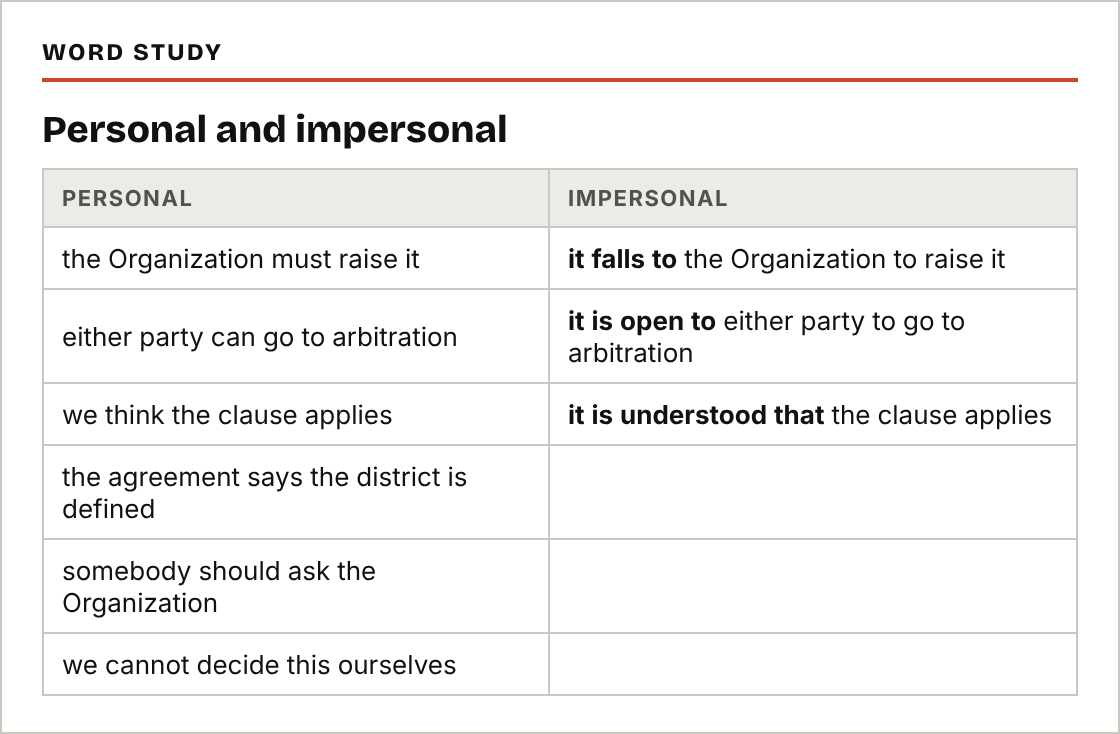 WORD STUDY
Personal and impersonal
PERSONAL
IMPERSONAL
the Organization must raise it
it falls to the Organization to raise it
either party can go to arbitration
it is open to either party to go to
arbitration
we think the clause applies
it is understood that the clause applies
the agreement says the district is
defined
somebody should ask the
Organization
we cannot decide this ourselves